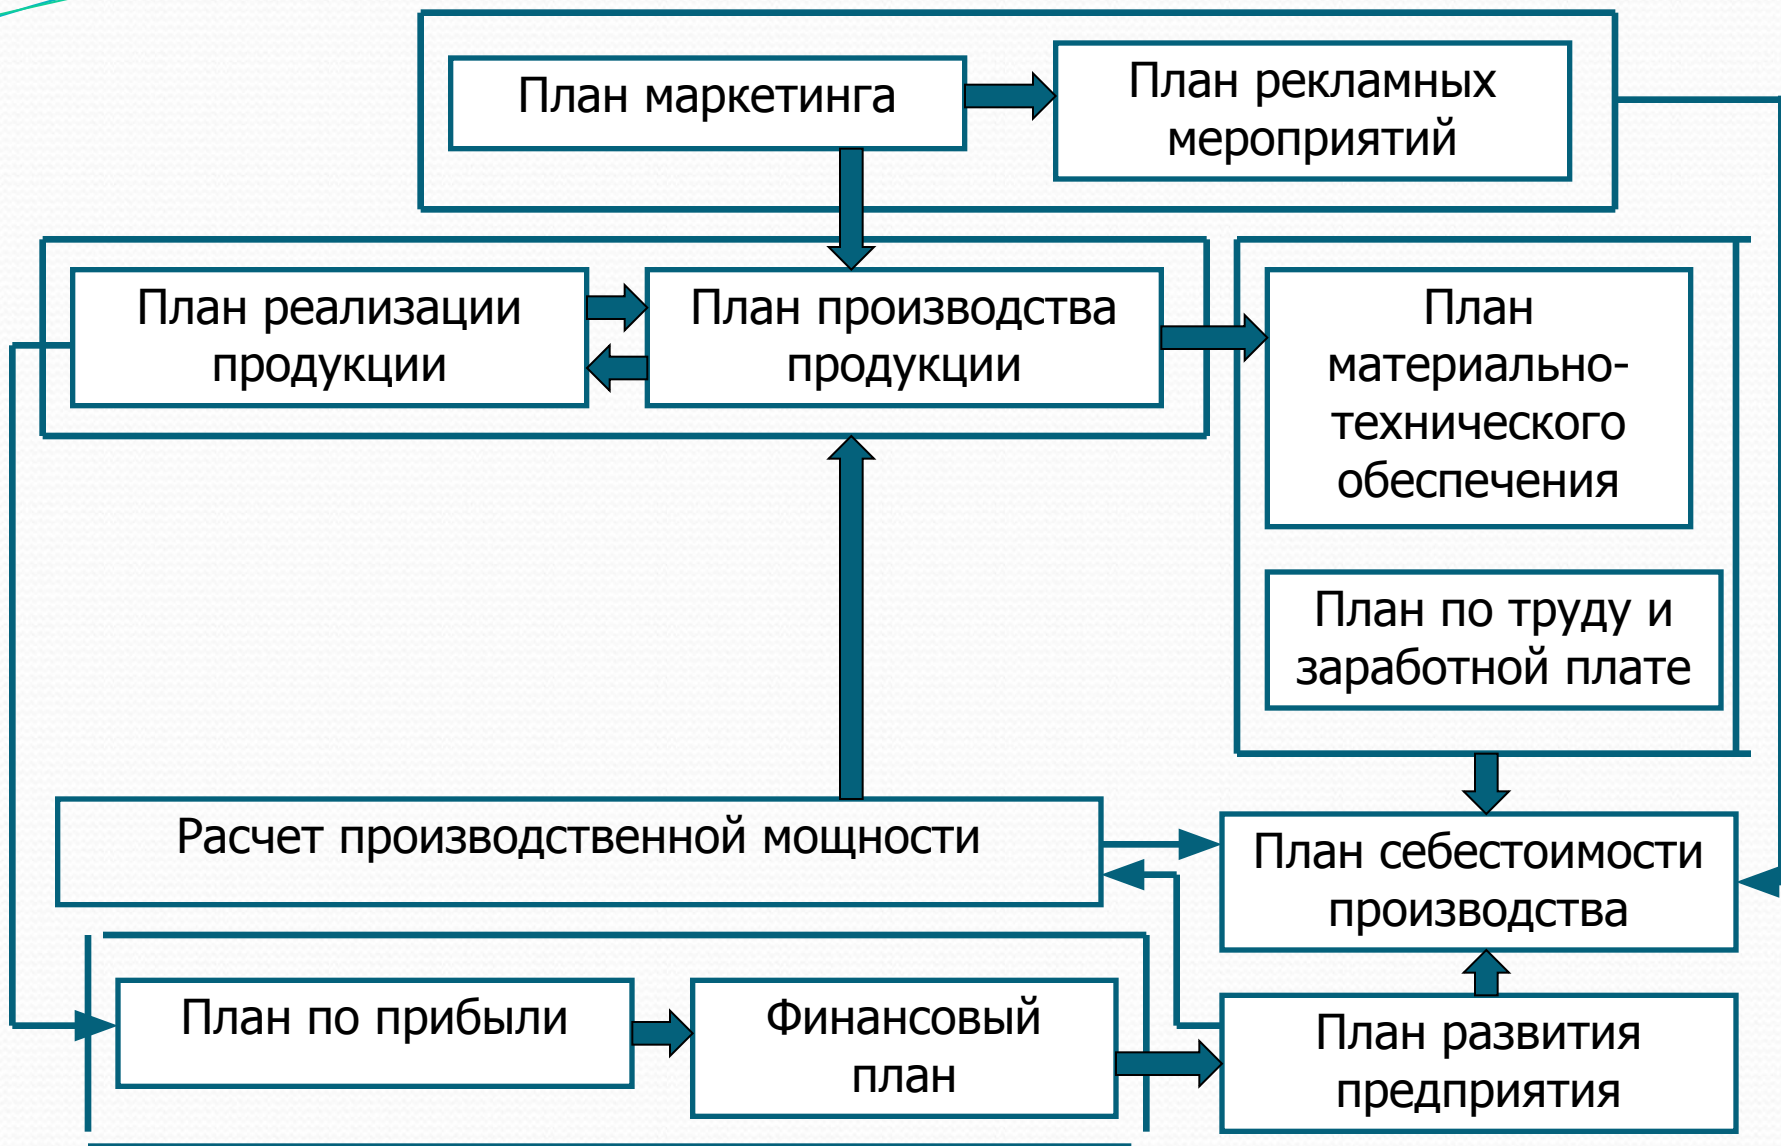 План маркетинга
План рекламных
мероприятий
План реализации
продукции
План производства
продукции
План
материально-
технического
обеспечения
План по труду и
заработной плате
Расчет производственной мощности
План себестоимости
производства
План по прибыли
Финансовый
план
План развития
предприятия